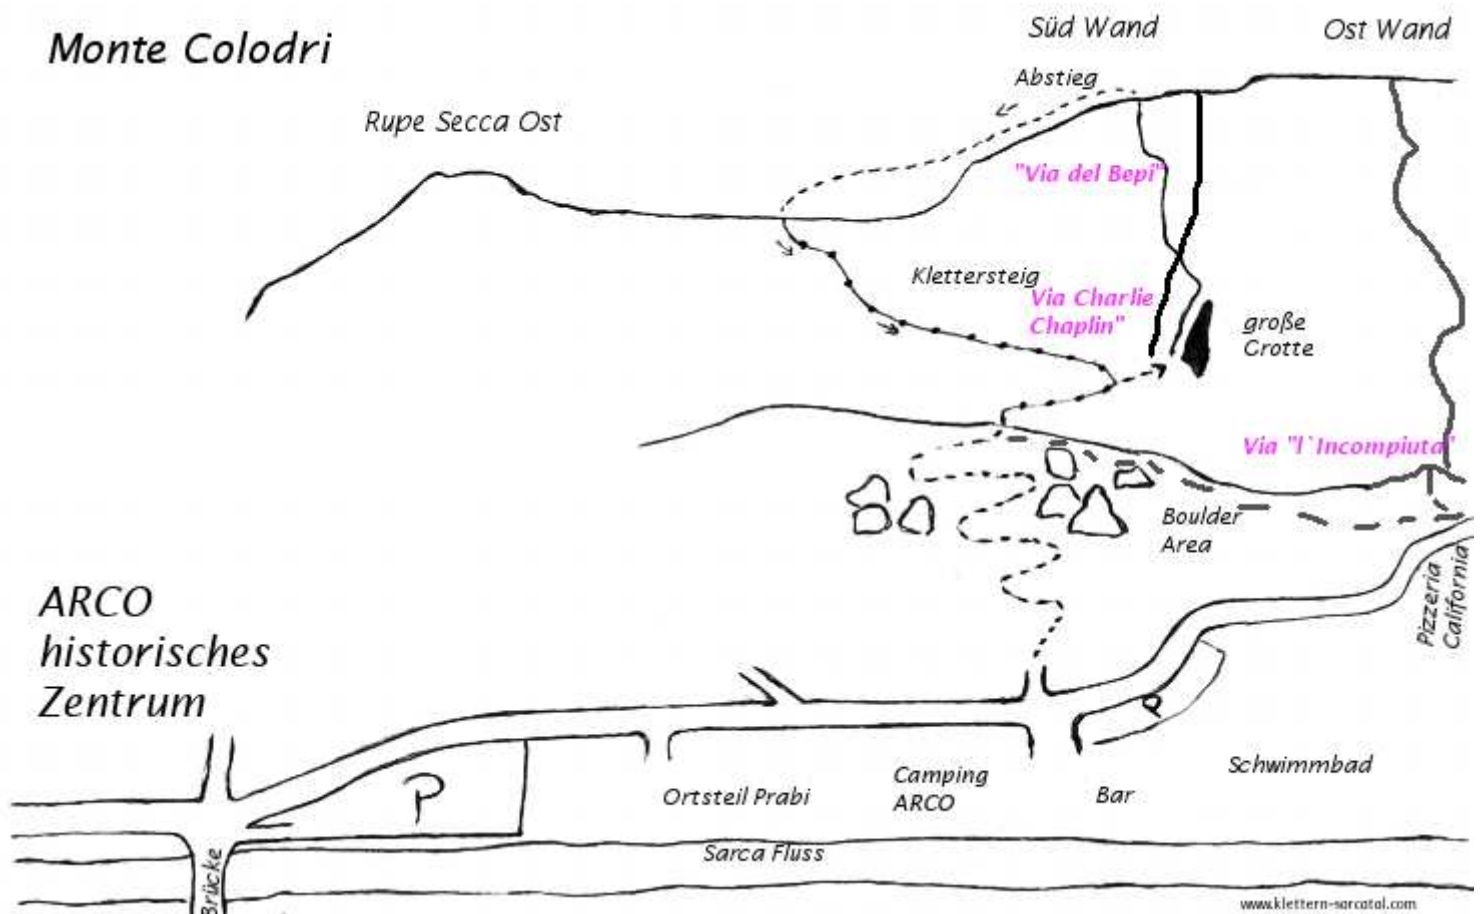 Monte Colodri
Süd Wand
Ost Wand
Abstieg
Rupe Secca Ost
"Via del Bepi"
Klettersteig
Via Charlie
Chaplin"
große
Grotte
Via "l`Incompiuta"
Boulder
Area
Pizzeria
California
ARCO
historisches
Zentrum
P
P
Schwimmbad
Camping
ARCO
Bar
Ortsteil Prabi
Sarca Fluss
Brücke
www.klettern-sarcatal.com